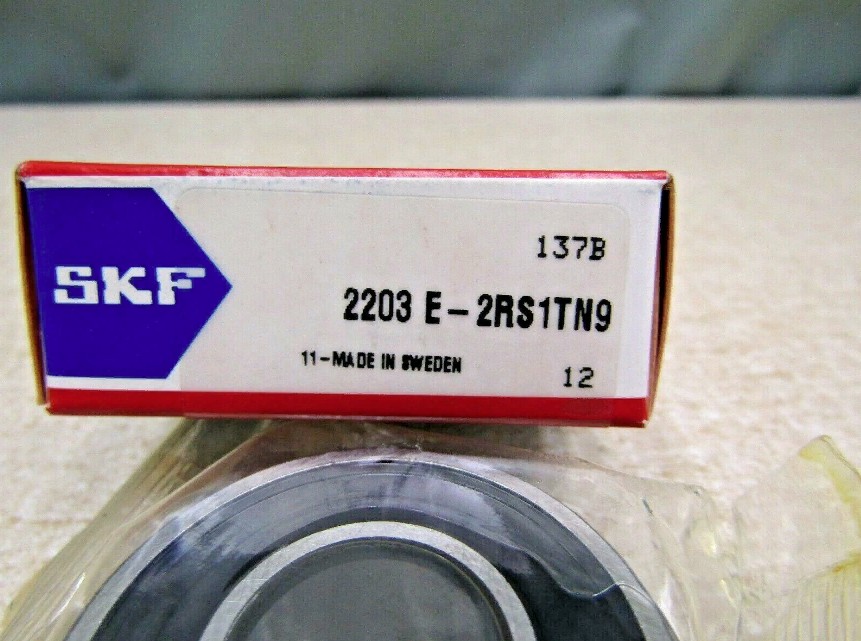 137B
SKF
2203 E-2RS1TN9
11-MADE IN SWEDEN
12